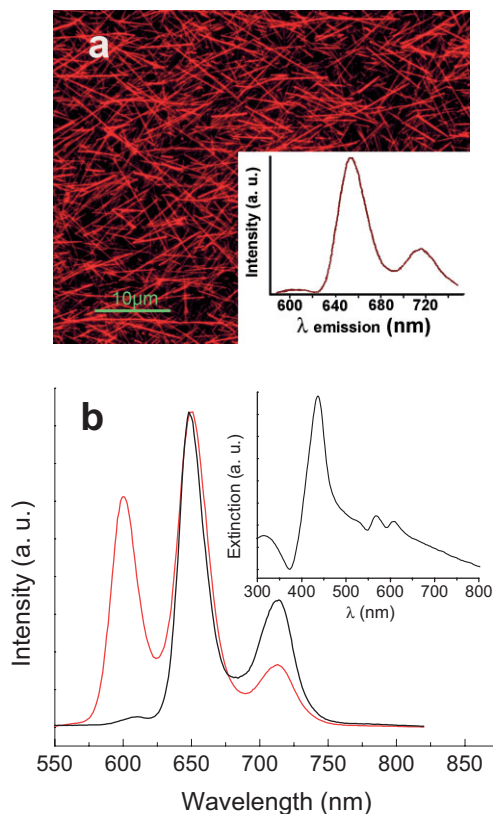 a
10μm
Intensity (a. u.)
600 640 680 720
λ emission (nm)
b
Intensity (a. u.)
Extinction (a. u.)
300 400 500 600 700 800
λ (nm)
550 600 650 700 750 800 850
Wavelength (nm)